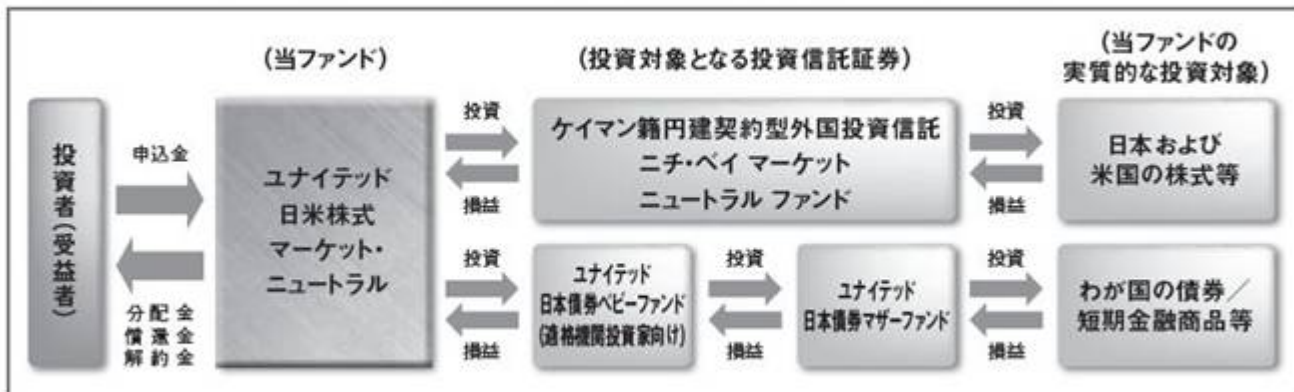 (当ファンド)
(投資対象となる投資信託証券)
(当ファンドの
実質的な投資対象)
投資者(受益者)
申込金
分配金
償還金
解約金
ユナイテッド
日米株式
マーケット・
ニュートラル
投資
損益
ケイマン籍円建契約型外国投資信託
ニチ・ベイ マーケット
ニュートラル ファンド
投資
損益
日本および
米国の株式等
投資
損益
ユナイテッド
日本債券ベビーファンド
(適格機関投資家向け)
投資
損益
ユナイテッド
日本債券マザーファンド
投資
損益
わが国の債券/
短期金融商品等